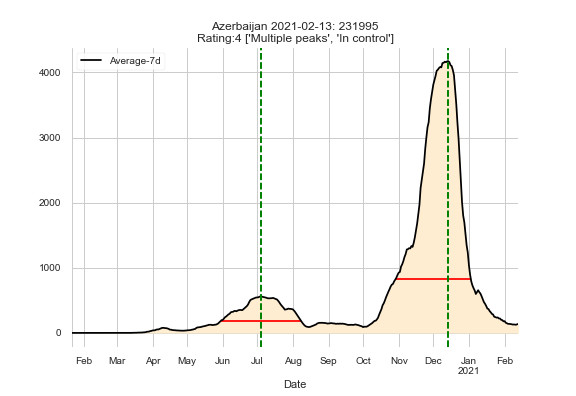 Azerbaijan 2021-02-13: 231995
Rating:4 ['Multiple peaks', 'In control']
Average-7d
4000
3000
2000
1000
0
Feb Mar Apr May Jun Jul Aug Sep Oct Nov Dec Jan Feb
2021
Date